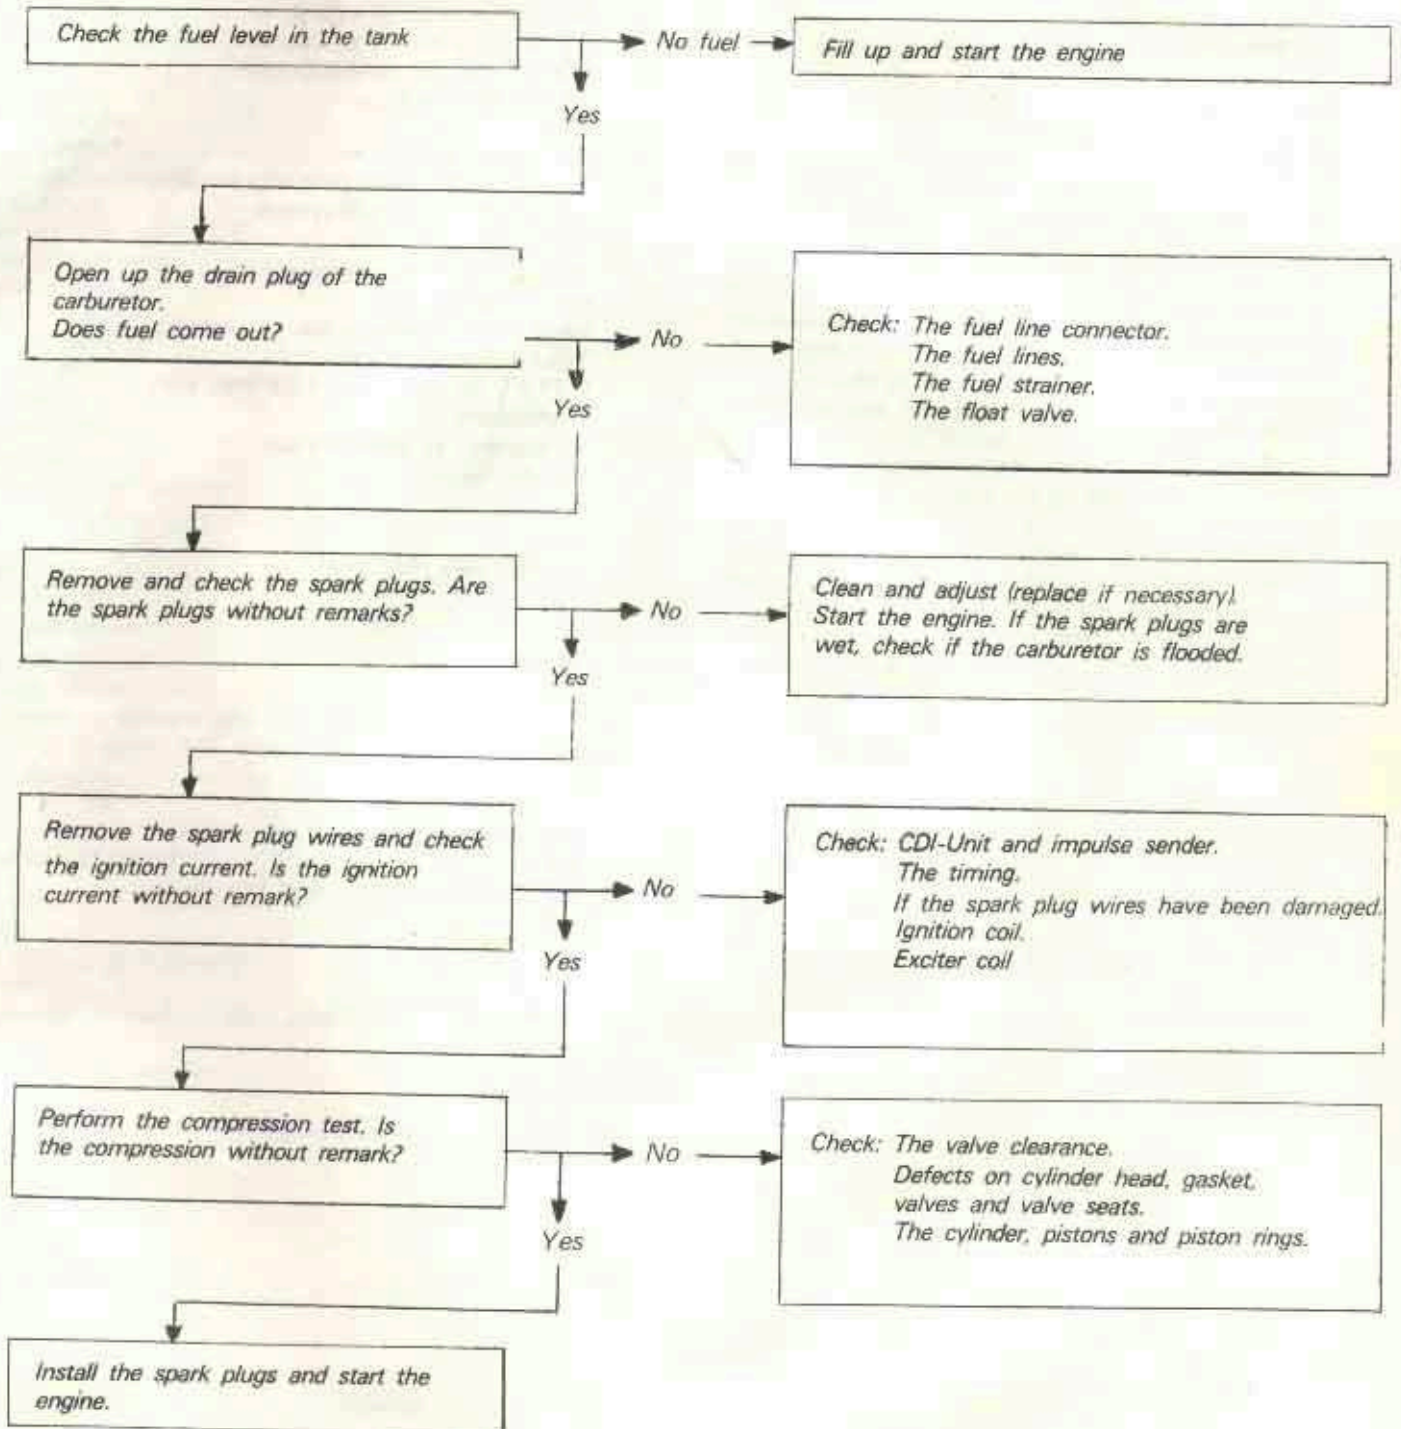 Check the fuel level in the tank
No fuel
Fill up and start the engine
Yes
Open up the drain plug of the
carburetor.
Does fuel come out?
No
Check: The fuel line connector.
The fuel lines.
The fuel strainer.
The float valve.
Yes
Remove and check the spark plugs. Are
the spark plugs without remarks?
No
Clean and adjust (replace if necessary).
Start the engine. If the spark plugs are
wet, check if the carburetor is flooded.
Yes
Remove the spark plug wires and check
the ignition current. Is the ignition
current without remark?
No
Check: CDI-Unit and impulse sender.
The timing.
If the spark plug wires have been damaged.
Ignition coil.
Exciter coil
Yes
Perform the compression test. Is
the compression without remark?
No
Check: The valve clearance.
Defects on cylinder head, gasket,
valves and valve seats.
The cylinder, pistons and piston rings.
Yes
Install the spark plugs and start the
engine.